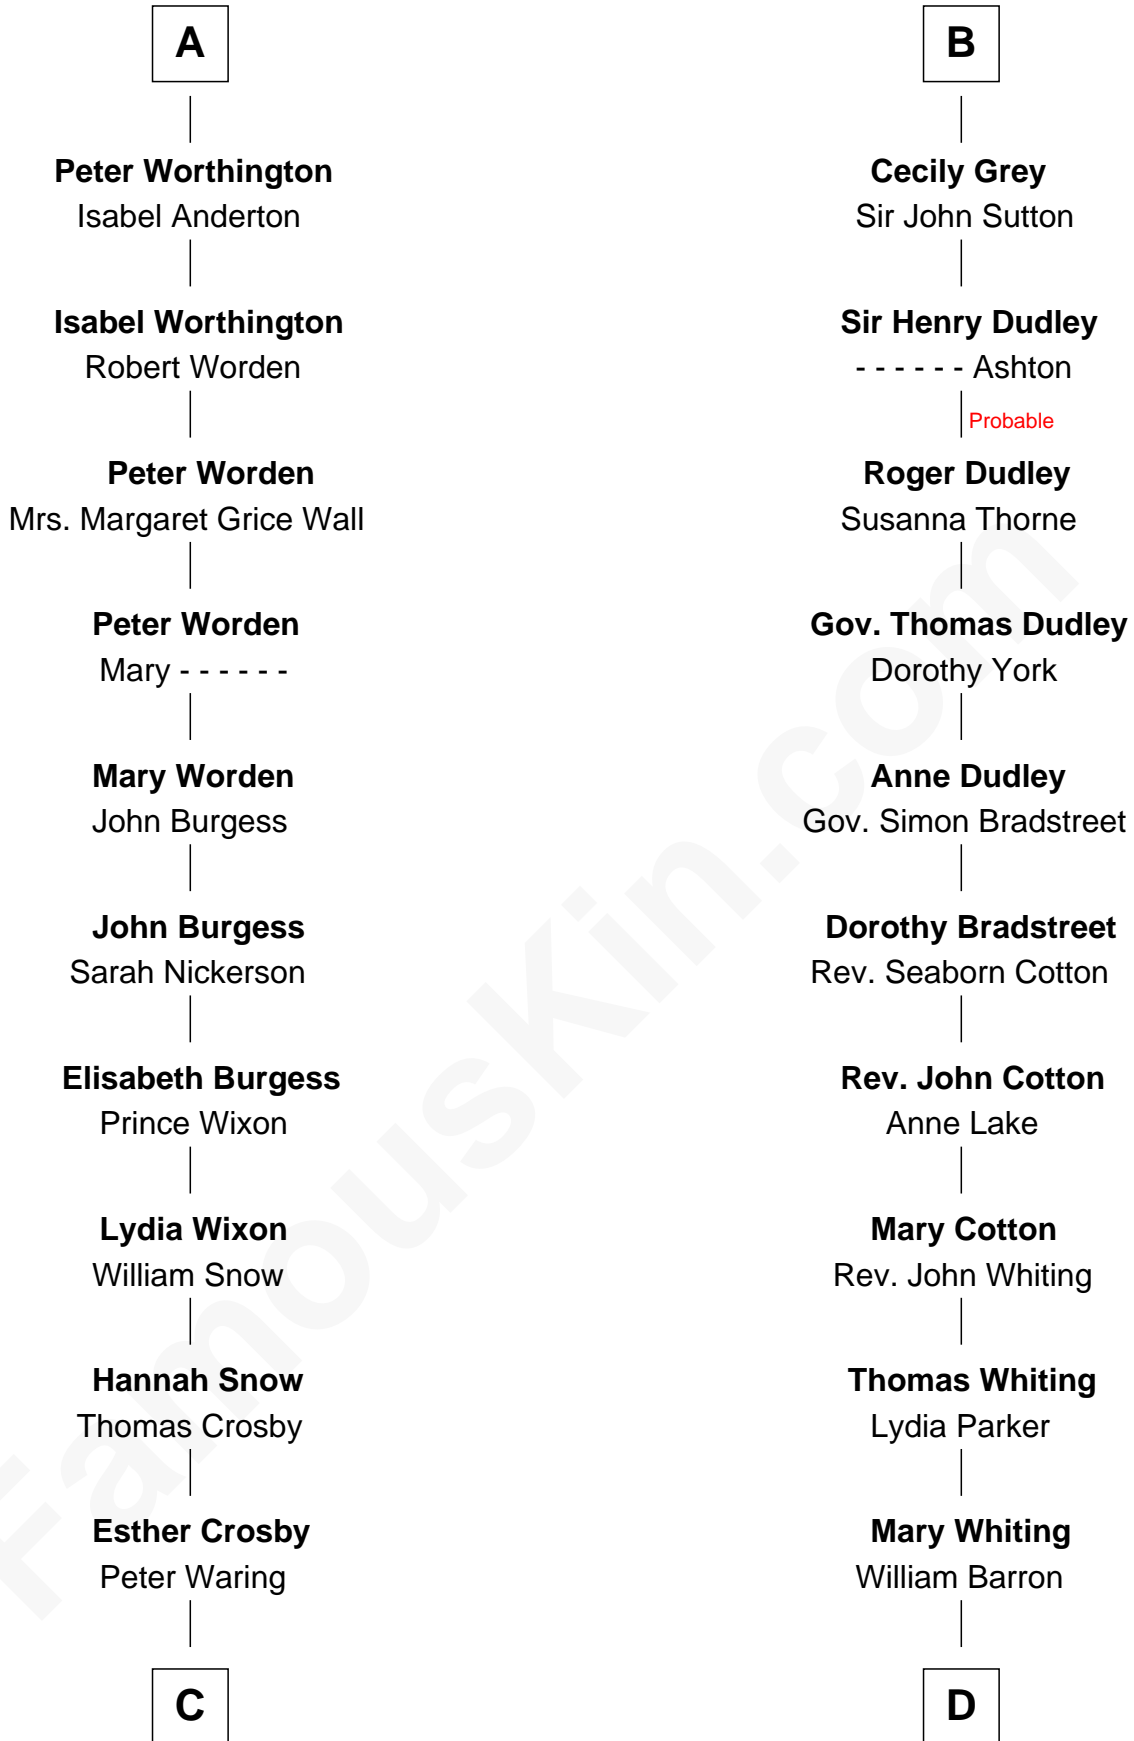 A
Peter Worthington
Isabel Anderton
Isabel Worthington
Robert Worden
Peter Worden
Mrs. Margaret Grice Wall
Peter Worden
Mary - - - - - -
Mary Worden
John Burgess
John Burgess
Sarah Nickerson
Elisabeth Burgess
Prince Wixon
Lydia Wixon
William Snow
Hannah Snow
Thomas Crosby
Esther Crosby
Peter Waring
C
B
Cecily Grey
Sir John Sutton
Sir Henry Dudley
- - - - - - Ashton
Probable
Roger Dudley
Susanna Thorne
Gov. Thomas Dudley
Dorothy York
Anne Dudley
Gov. Simon Bradstreet
Dorothy Bradstreet
Rev. Seaborn Cotton
Rev. John Cotton
Anne Lake
Mary Cotton
Rev. John Whiting
Thomas Whiting
Lydia Parker
Mary Whiting
William Barron
D
FamousKin.com